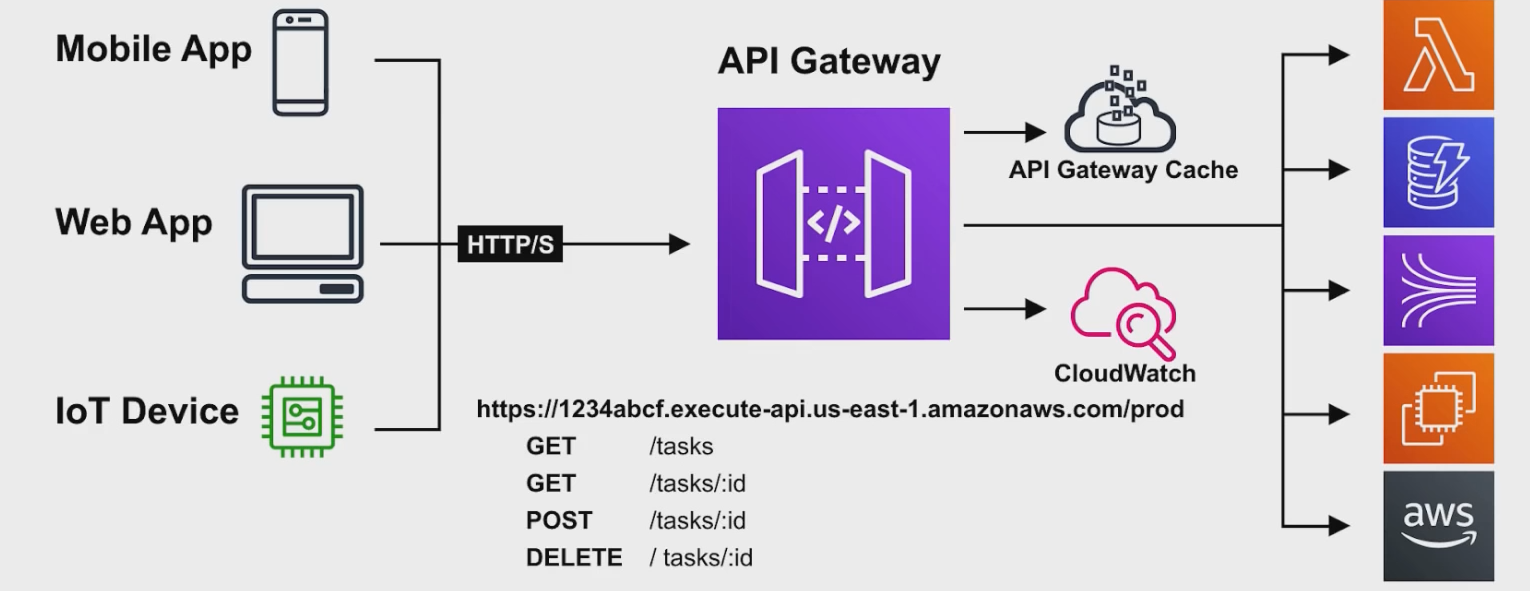 Mobile App
API Gateway
API Gateway Cache
Web App
</>
HTTP/S
CloudWatch
IoT Device
https://1234abcf.execute-api.us-east-1.amazonaws.com/prod
GET /tasks
GET /tasks/:id
POST /tasks/:id
DELETE / tasks/:id
aws